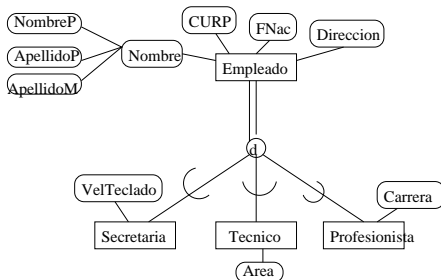 NombreP
CURP
FNac
Direccion
ApellidoP
Nombre
Empleado
ApellidoM
d
VelTeclado
Carrera
Secretaria
Tecnico
Profesionista
Area